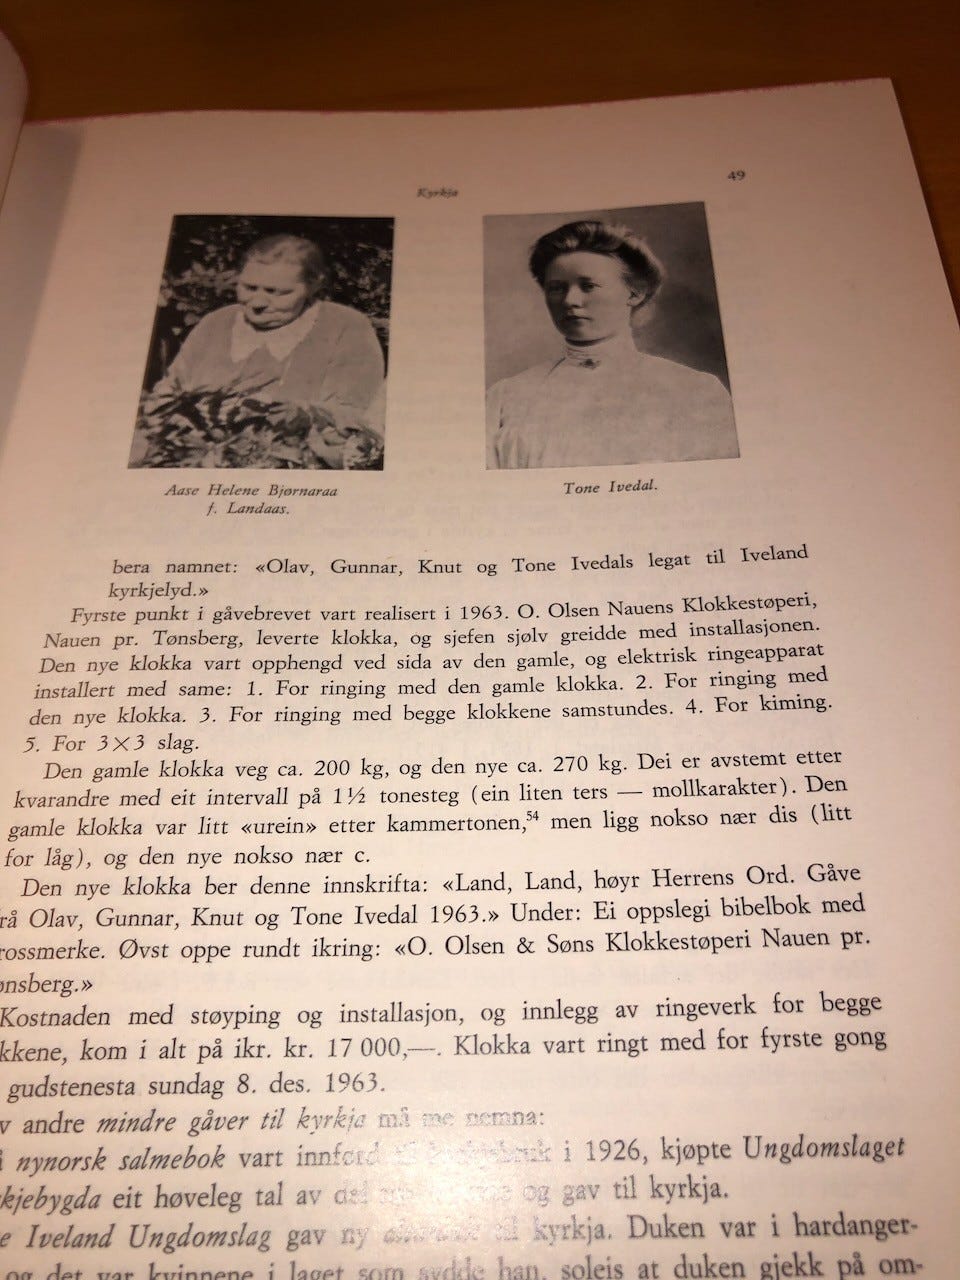 49
Kyrkja
Aase Helene Bjørnaraa
f. Landaas.
Tone Ivedal.
bera namnet: «Olav, Gunnar, Knut og Tone Ivedals legat til Iveland
kyrkjelyd.»
Fyrste punkt i gåvebrevet vart realisert i 1963. O. Olsen Nauens Klokkestøperi,
Nauen pr. Tønsberg, leverte klokka, og sjefen sjølv greidde med installasjonen.
Den nye klokka vart opphengd ved sida av den gamle, og elektrisk ringeapparat
installert med same: 1. For ringing med den gamle klokka. 2. For ringing med
den nye klokka. 3. For ringing med begge klokkene samstundes. 4. For kiming.
5. For 3×3 slag.
Den gamle klokka veg ca. 200 kg, og den nye ca. 270 kg. Dei er avstemt etter
kvarandre med eit intervall på 1½ tonesteg (ein liten ters — mollkarakter). Den
gamle klokka var litt «urein» etter kammertonen,⁵⁴ men ligg nokso nær dis (litt
for låg), og den nye nokso nær c.
Den nye klokka ber denne innskrifta: «Land, Land, høyr Herrens Ord. Gåve
rå Olav, Gunnar, Knut og Tone Ivedal 1963.» Under: Ei oppslegi bibelbok med
rossmerke. Øvst oppe rundt ikring: «O. Olsen & Søns Klokkestøperi Nauen pr.
ønsberg.»
Kostnaden med støyping og installasjon, og innlegg av ringeverk for begge
kkene, kom i alt på ikr. kr. 17 000,—. Klokka vart ringt med for fyrste gong
gudstenesta sundag 8. des. 1963.
v andre mindre gåver til kyrkja må me nemna:
nynorsk salmebok vart innførd til kyrkjebruk i 1926, kjøpte Ungdomslaget
kjebygda eit høveleg tal av og gav til kyrkja.
e Iveland Ungdomslag gav ny til kyrkja. Duken var i hardanger-
og det var kvinnene i laget som sydde han, soleis at duken gjekk på om-